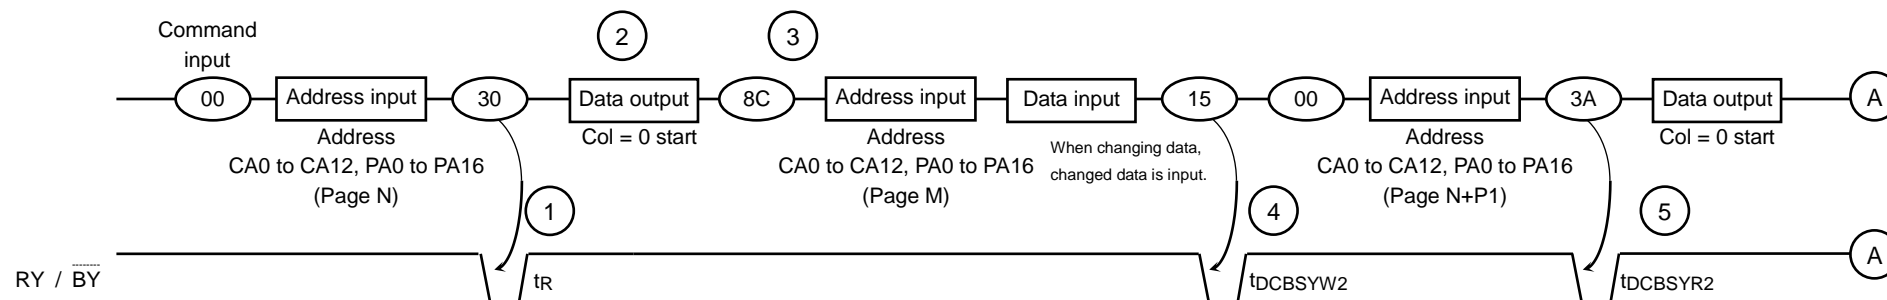 Command
input
2
3
00
Address input
30
Data output
8C
Address input
Data input
15
00
Address input
3A
Data output
A
Address
CA0 to CA12, PA0 to PA16
(Page N)
Col = 0 start
Address
CA0 to CA12, PA0 to PA16
(Page M)
When changing data,
changed data is input.
Address
CA0 to CA12, PA0 to PA16
(Page N+P1)
Col = 0 start
1
4
5
RY / BY
tR
tDCBSYW2
tDCBSYR2
A